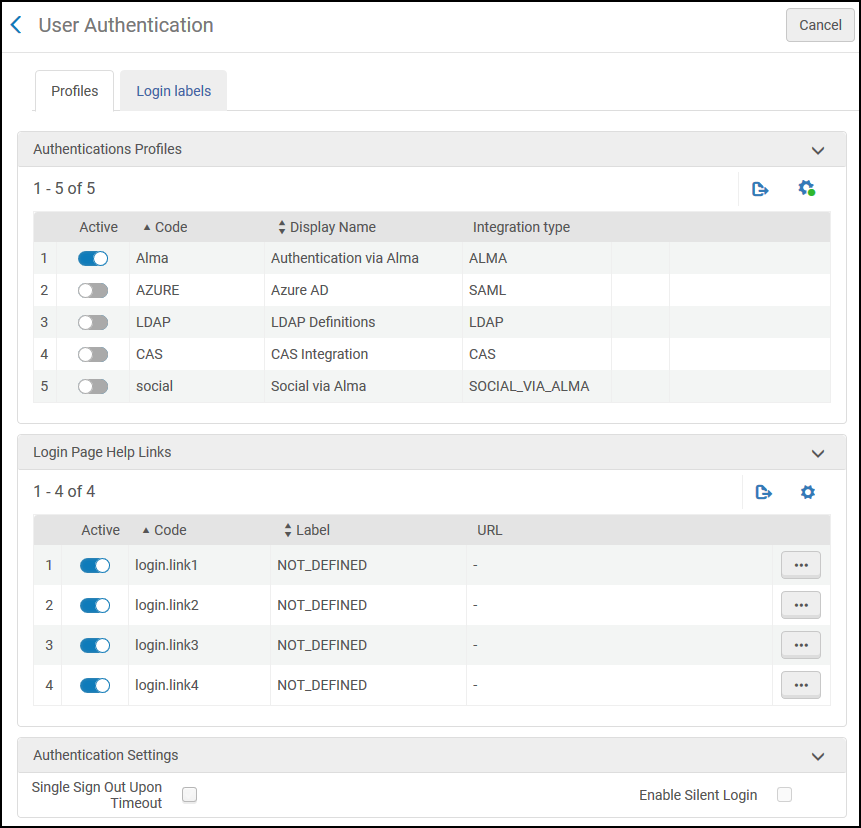 User Authentication
Cancel
Profiles
Login labels
Authentications Profiles
1 - 5 of 5
Active Code Display Name Integration type
1 Alma Authentication via Alma ALMA
2 AZURE Azure AD SAML
3 LDAP LDAP Definitions LDAP
4 CAS CAS Integration CAS
5 social Social via Alma SOCIAL_VIA_ALMA
Login Page Help Links
1 - 4 of 4
Active Code Label URL
1 login.link1 NOT_DEFINED -
2 login.link2 NOT_DEFINED -
3 login.link3 NOT_DEFINED -
4 login.link4 NOT_DEFINED -
Authentication Settings
Single Sign Out Upon
Timeout
Enable Silent Login